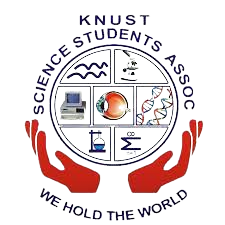 KNUST
SCIENCE STUDENTS ASSOC
WE HOLD THE WORLD